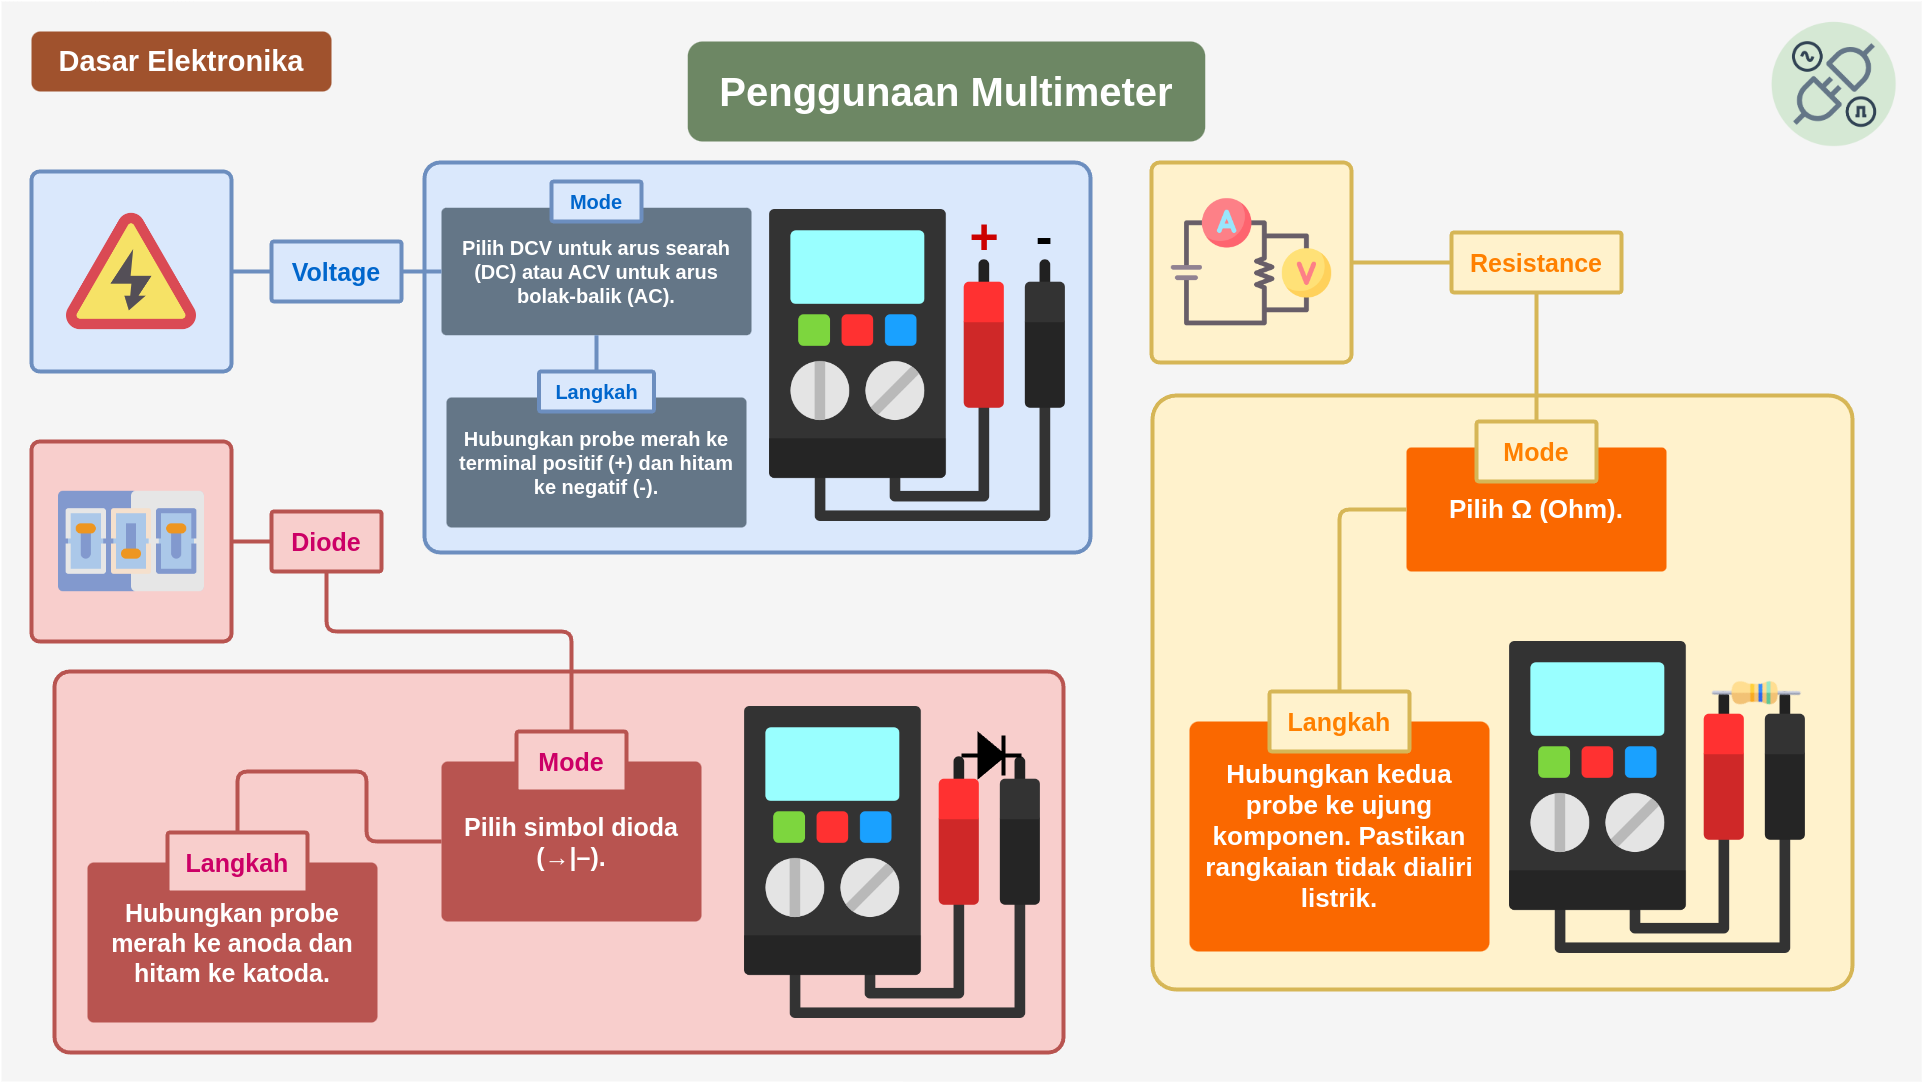 Dasar Elektronika
Penggunaan Multimeter
Voltage
Mode
Pilih DCV untuk arus searah
(DC) atau ACV untuk arus
bolak-balik (AC).
Langkah
Hubungkan probe merah ke
terminal positif (+) dan hitam
ke negatif (-).
+ -
A
V
Resistance
Mode
Pilih Ω (Ohm).
Langkah
Hubungkan kedua
probe ke ujung
komponen. Pastikan
rangkaian tidak dialiri
listrik.
Diode
Mode
Pilih simbol dioda
(→|–).
Langkah
Hubungkan probe
merah ke anoda dan
hitam ke katoda.